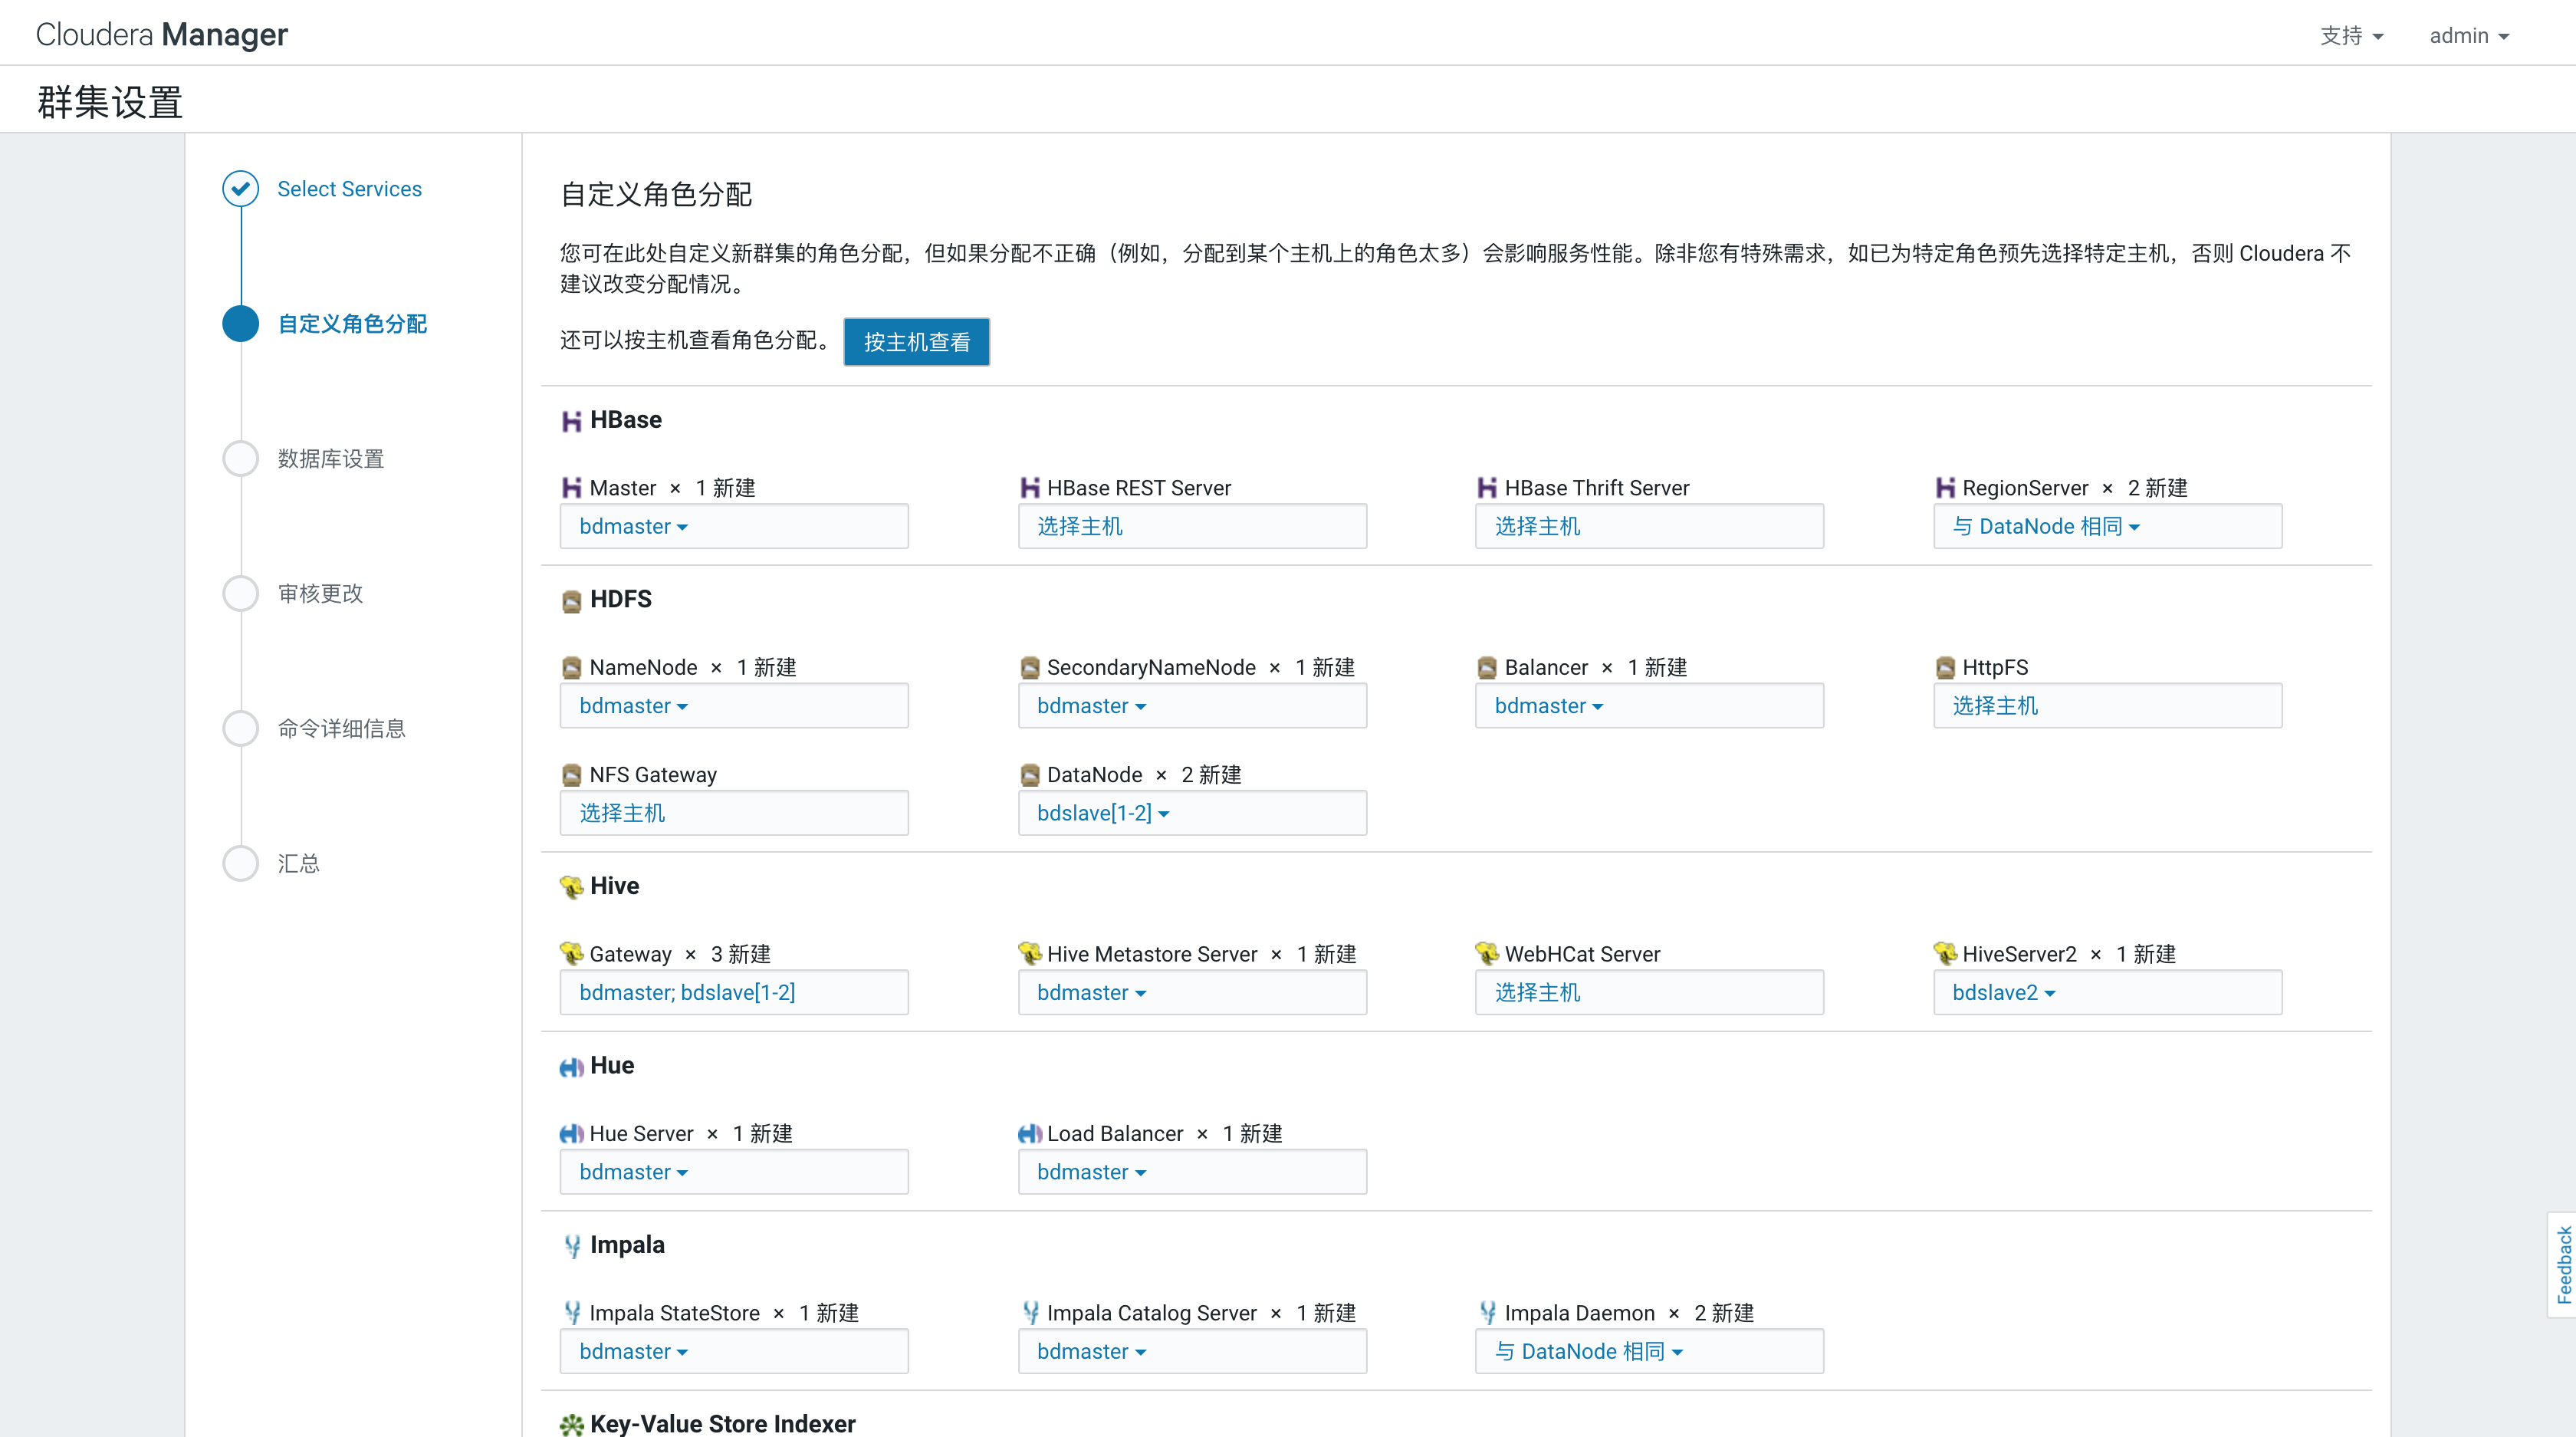 Cloudera Manager
支持
admin
群集设置
Select Services
自定义角色分配
数据库设置
审核更改
命令详细信息
汇总
自定义角色分配
您可在此处自定义新群集的角色分配，但如果分配不正确（例如，分配到某个主机上的角色太多）会影响服务性能。除非您有特殊需求，如已为特定角色预先选择特定主机，否则 Cloudera 不
建议改变分配情况。
还可以按主机查看角色分配。 按主机查看
HBase
Master × 1 新建
HBase REST Server
HBase Thrift Server
RegionServer × 2 新建
bdmaster
选择主机
选择主机
与 DataNode 相同
HDFS
NameNode × 1 新建
SecondaryNameNode × 1 新建
Balancer × 1 新建
HttpFS
bdmaster
bdmaster
bdmaster
选择主机
NFS Gateway
DataNode × 2 新建
选择主机
bdslave[1-2]
Hive
Gateway × 3 新建
Hive Metastore Server × 1 新建
WebHCat Server
HiveServer2 × 1 新建
bdmaster; bdslave[1-2]
bdmaster
选择主机
bdslave2
Hue
Hue Server × 1 新建
Load Balancer × 1 新建
bdmaster
bdmaster
Impala
Impala StateStore × 1 新建
Impala Catalog Server × 1 新建
Impala Daemon × 2 新建
bdmaster
bdmaster
与 DataNode 相同
Key-Value Store Indexer
Feedback